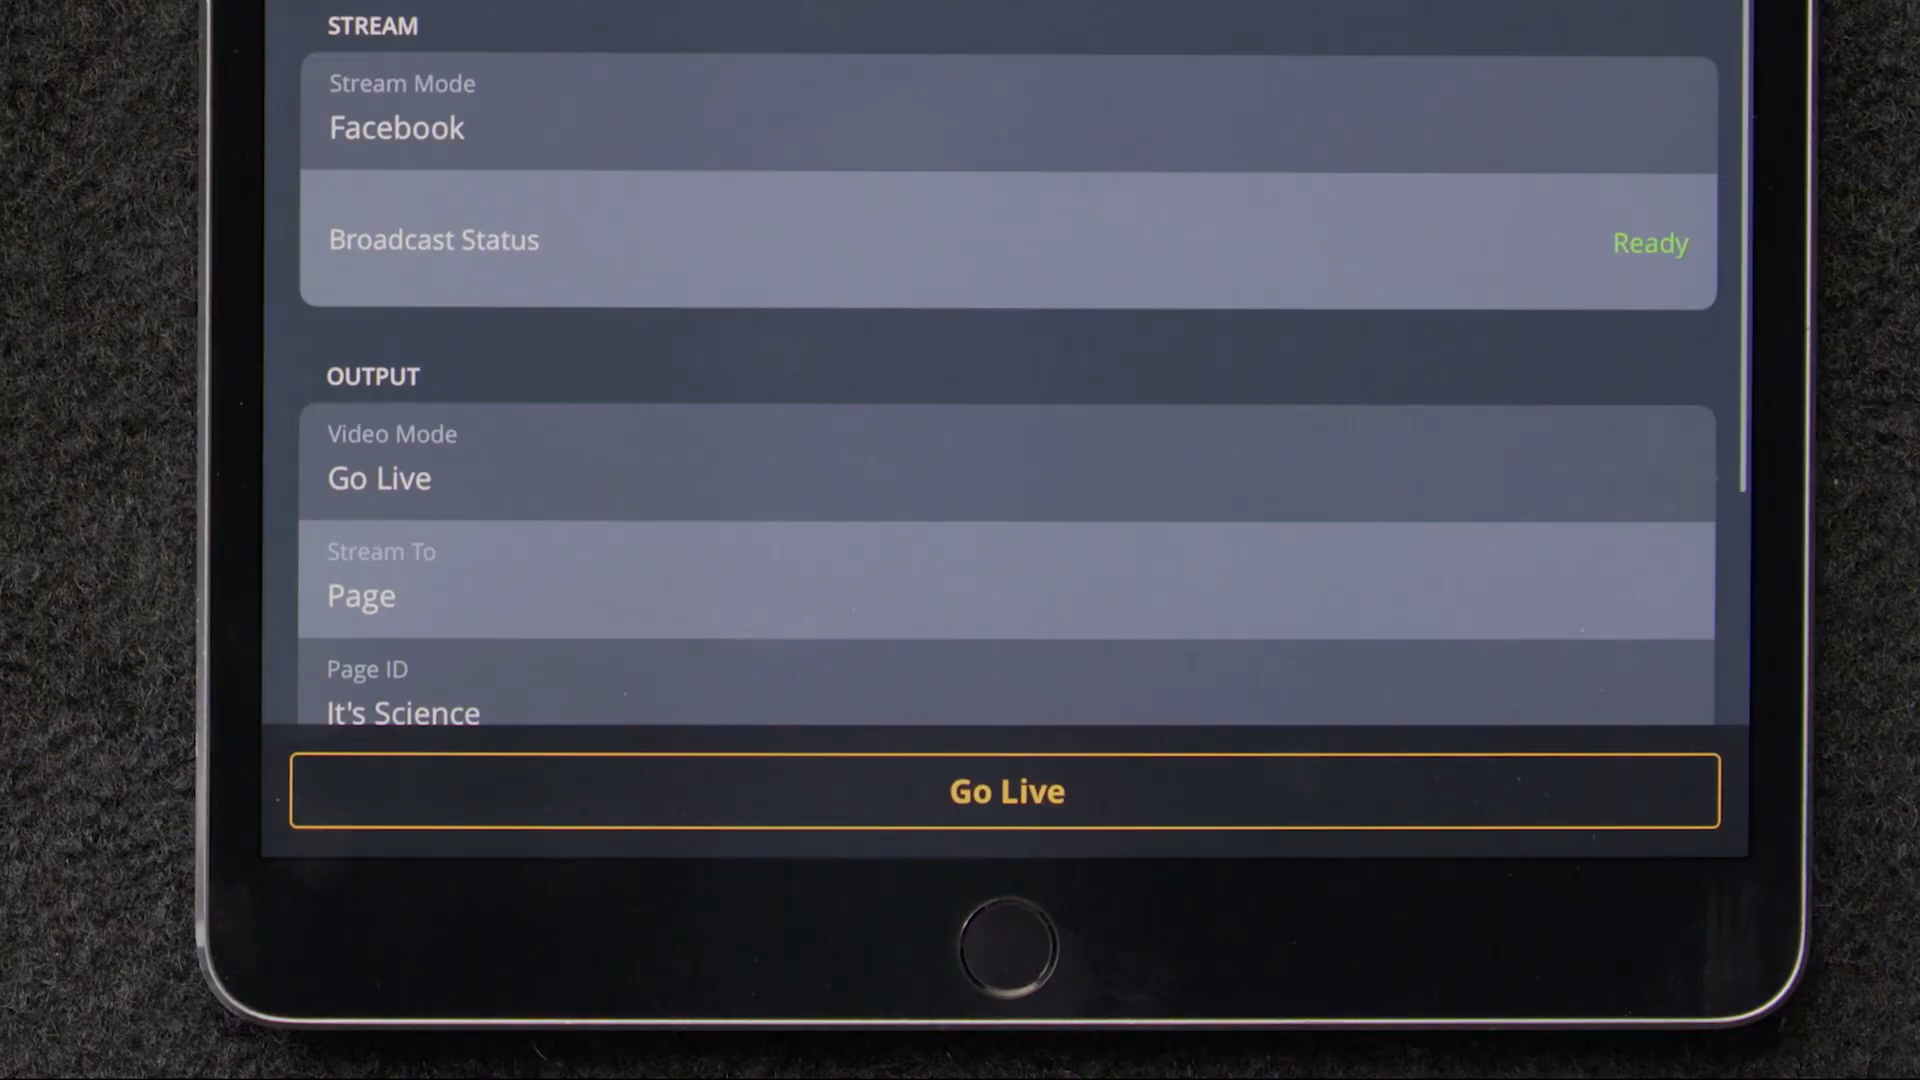 STREAM
Stream Mode
Facebook
Broadcast Status
Ready
OUTPUT
Video Mode
Go Live
Stream To
Page
Page ID
It's Science
Go Live